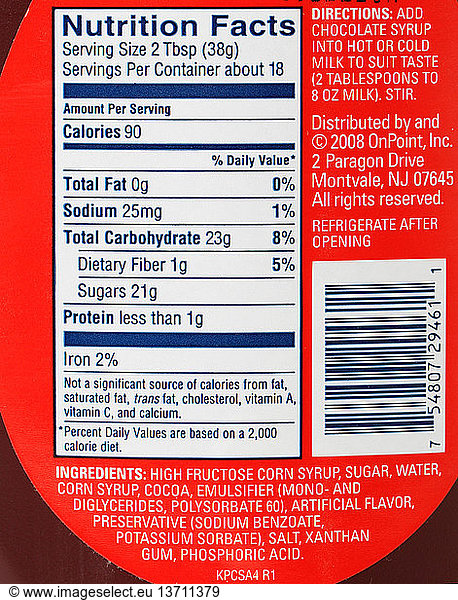 Nutrition Facts
Serving Size 2 Tbsp (38g)
Servings Per Container about 18
Amount Per Serving
Calories 90
% Daily Value*
Total Fat 0g 0%
Sodium 25mg 1%
Total Carbohydrate 23g 8%
Dietary Fiber 1g 5%
Sugars 21g
Protein less than 1g
Iron 2%
Not a significant source of calories from fat,
saturated fat, trans fat, cholesterol, vitamin A,
vitamin C, and calcium.
*Percent Daily Values are based on a 2,000
calorie diet.
DIRECTIONS: ADD
CHOCOLATE SYRUP
INTO HOT OR COLD
MILK TO SUIT TASTE
(2 TABLESPOONS TO
8 OZ MILK). STIR.
Distributed by and
© 2008 OnPoint, Inc.
2 Paragon Drive
Montvale, NJ 07645
All rights reserved.
REFRIGERATE AFTER
OPENING
7 54807 29461 1
INGREDIENTS: HIGH FRUCTOSE CORN SYRUP, SUGAR, WATER,
CORN SYRUP, COCOA, EMULSIFIER (MONO- AND
DIGLYCERIDES, POLYSORBATE 60), ARTIFICIAL FLAVOR,
PRESERVATIVE (SODIUM BENZOATE,
POTASSIUM SORBATE), SALT, XANTHAN
GUM, PHOSPHORIC ACID.
KPCSA4 R1
© www.element3.com | 13711379